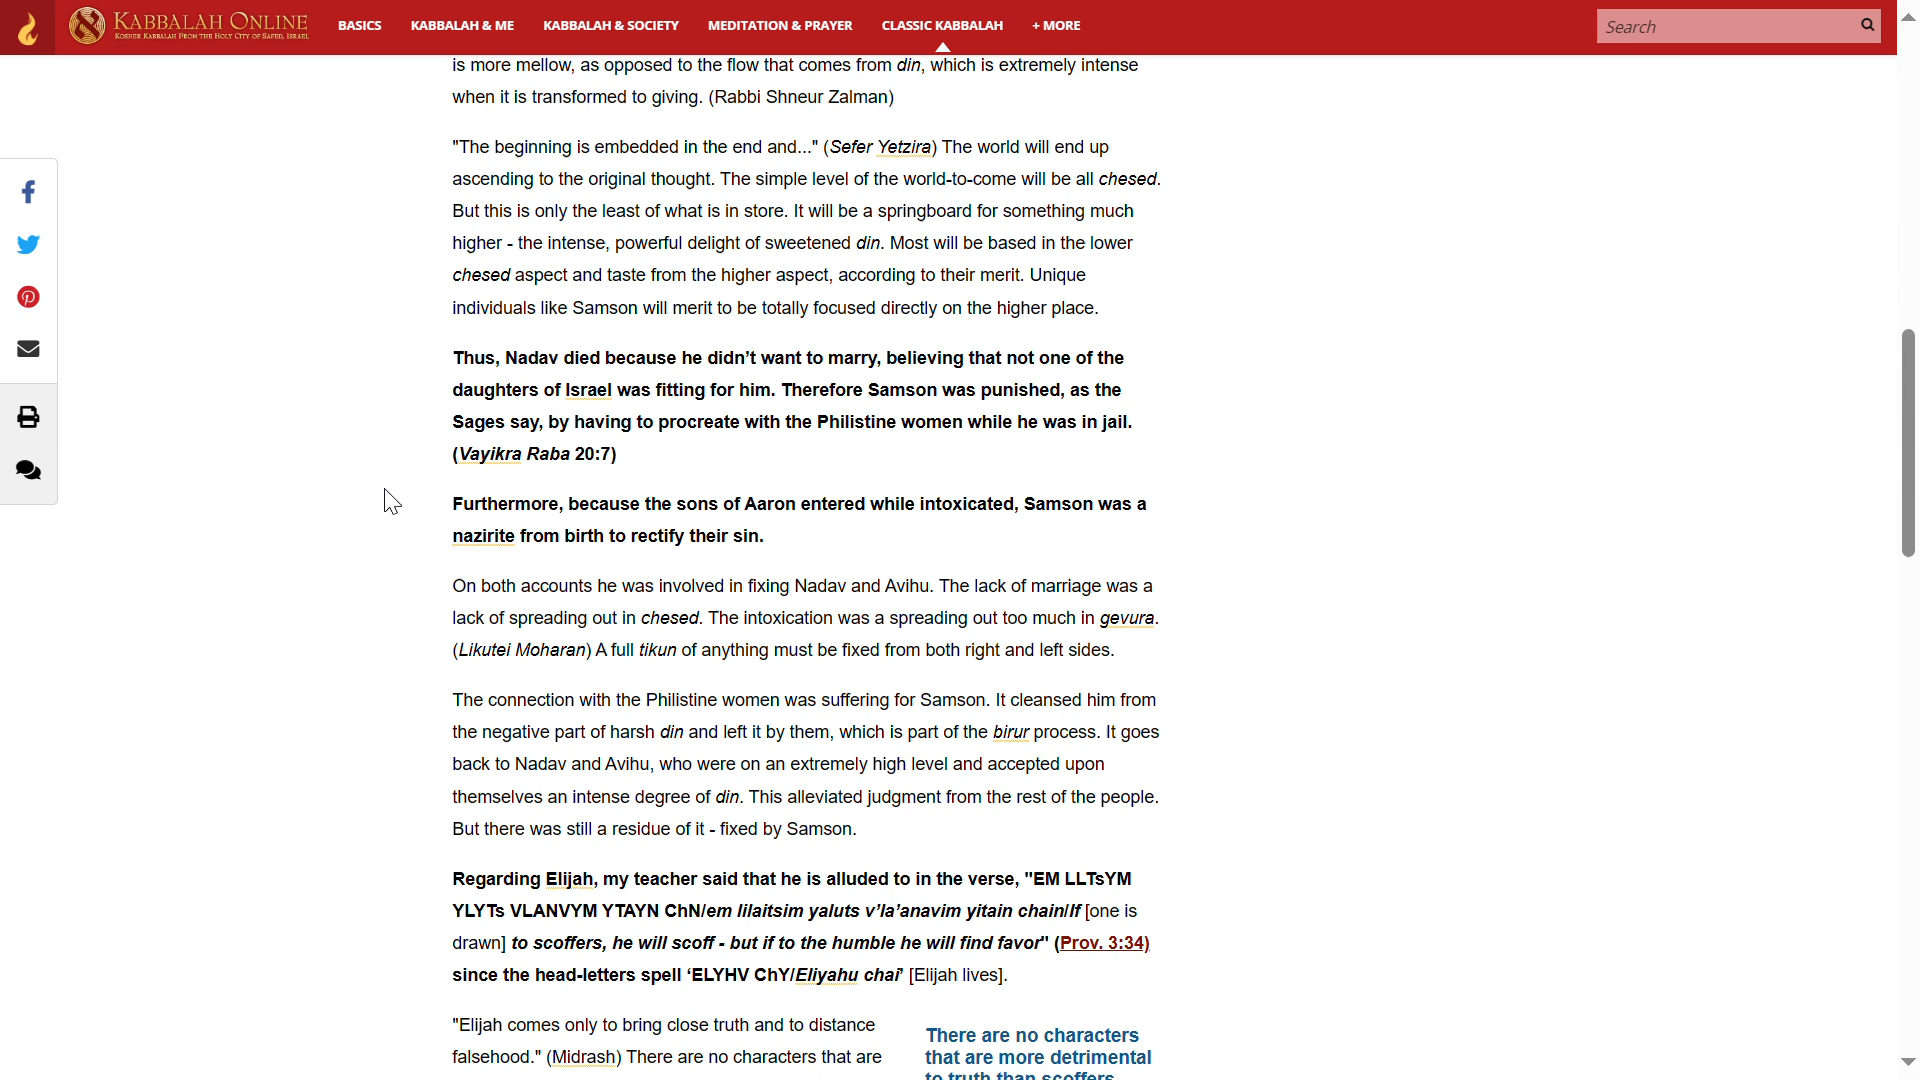 KABBALAH ONLINE
KOSHER KABBALAH FROM THE HOLY CITY OF SAFED, ISRAEL
BASICS KABBALAH & ME KABBALAH & SOCIETY MEDITATION & PRAYER CLASSIC KABBALAH + MORE
Search
is more mellow, as opposed to the flow that comes from din, which is extremely intense
when it is transformed to giving. (Rabbi Shneur Zalman)
"The beginning is embedded in the end and..." (Sefer Yetzira) The world will end up
ascending to the original thought. The simple level of the world-to-come will be all chesed.
But this is only the least of what is in store. It will be a springboard for something much
higher - the intense, powerful delight of sweetened din. Most will be based in the lower
chesed aspect and taste from the higher aspect, according to their merit. Unique
individuals like Samson will merit to be totally focused directly on the higher place.
Thus, Nadav died because he didn’t want to marry, believing that not one of the
daughters of Israel was fitting for him. Therefore Samson was punished, as the
Sages say, by having to procreate with the Philistine women while he was in jail.
(Vayikra Raba 20:7)
Furthermore, because the sons of Aaron entered while intoxicated, Samson was a
nazirite from birth to rectify their sin.
On both accounts he was involved in fixing Nadav and Avihu. The lack of marriage was a
lack of spreading out in chesed. The intoxication was a spreading out too much in gevura.
(Likutei Moharan) A full tikun of anything must be fixed from both right and left sides.
The connection with the Philistine women was suffering for Samson. It cleansed him from
the negative part of harsh din and left it by them, which is part of the birur process. It goes
back to Nadav and Avihu, who were on an extremely high level and accepted upon
themselves an intense degree of din. This alleviated judgment from the rest of the people.
But there was still a residue of it - fixed by Samson.
Regarding Elijah, my teacher said that he is alluded to in the verse, "EM LLTsYM
YLYTs VLANVYM YTAYN ChN/em lilaitsim yaluts v’la’anavim yitain chain/If [one is
drawn] to scoffers, he will scoff - but if to the humble he will find favor" (Prov. 3:34)
since the head-letters spell ‘ELYHV ChY/Eliyahu chai’ [Elijah lives].
"Elijah comes only to bring close truth and to distance
falsehood." (Midrash) There are no characters that are
There are no characters
that are more detrimental
to truth than scoffers